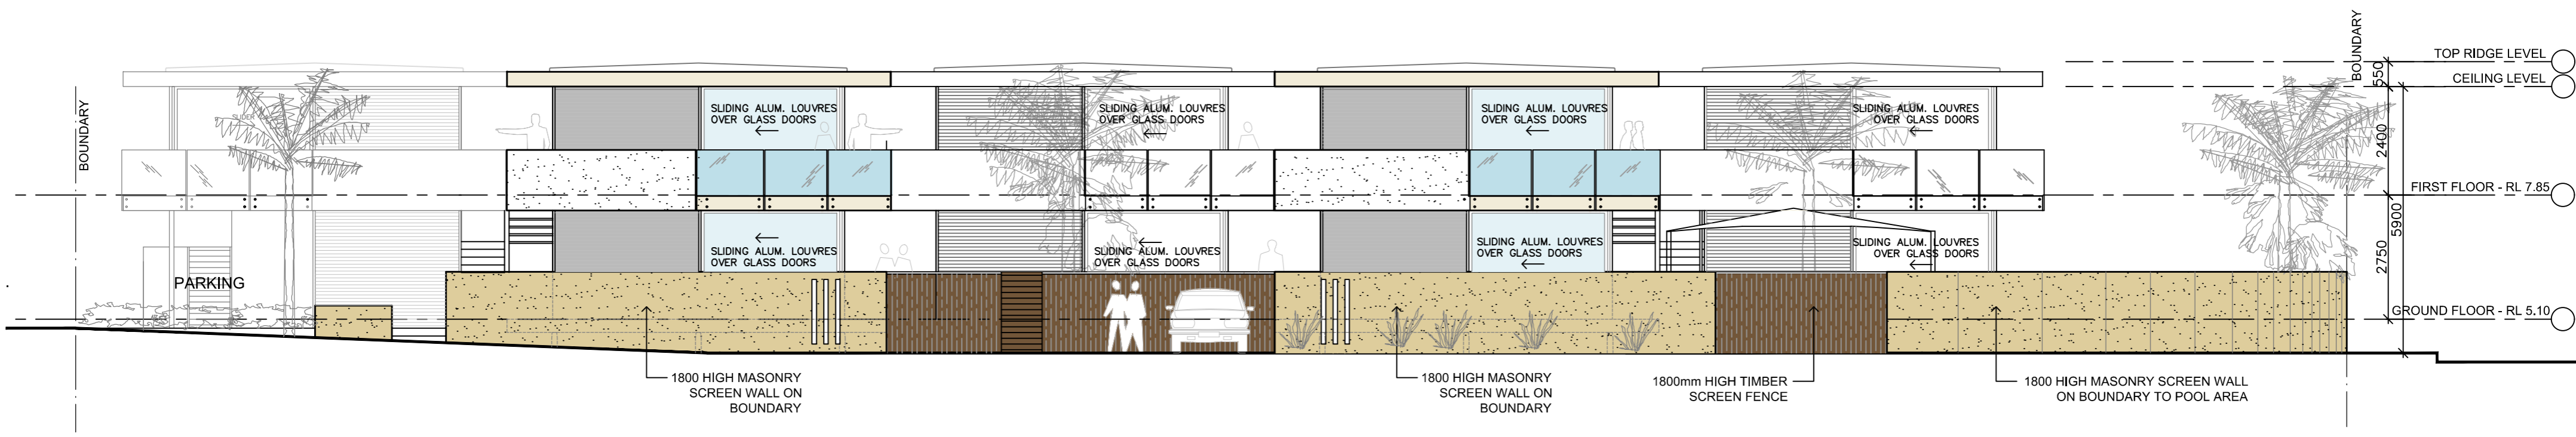 BOUNDARY
BOUNDARY
TOP RIDGE LEVEL
550
CEILING LEVEL
SLIDING ALUM. LOUVRES
OVER GLASS DOORS
SLIDING ALUM. LOUVRES
OVER GLASS DOORS
SLIDING ALUM. LOUVRES
OVER GLASS DOORS
SLIDING ALUM. LOUVRES
OVER GLASS DOORS
SLIDER
2400
FIRST FLOOR - RL 7.85
5900
2750
SLIDING ALUM. LOUVRES
OVER GLASS DOORS
SLIDING ALUM. LOUVRES
OVER GLASS DOORS
SLIDING ALUM. LOUVRES
OVER GLASS DOORS
SLIDING ALUM. LOUVRES
OVER GLASS DOORS
PARKING
GROUND FLOOR - RL 5.10
1800 HIGH MASONRY
SCREEN WALL ON
BOUNDARY
1800 HIGH MASONRY
SCREEN WALL ON
BOUNDARY
1800mm HIGH TIMBER
SCREEN FENCE
1800 HIGH MASONRY SCREEN WALL
ON BOUNDARY TO POOL AREA